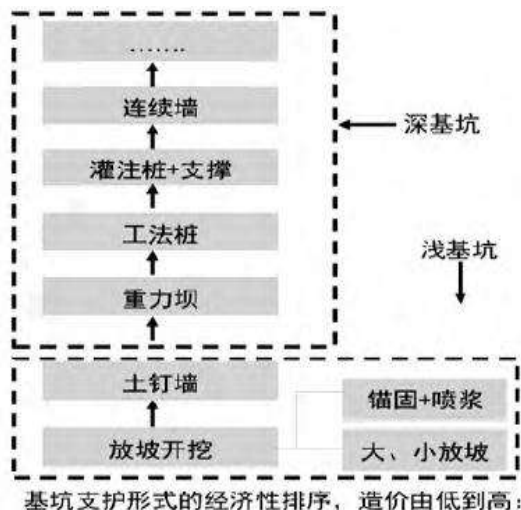 .......
连续墙
深基坑
灌注桩+支撑
工法桩
浅基坑
重力坝
土钉墙
锚固+喷浆
放坡开挖
大、小放坡
基坑支护形式的经济性排序，造价由低到高；